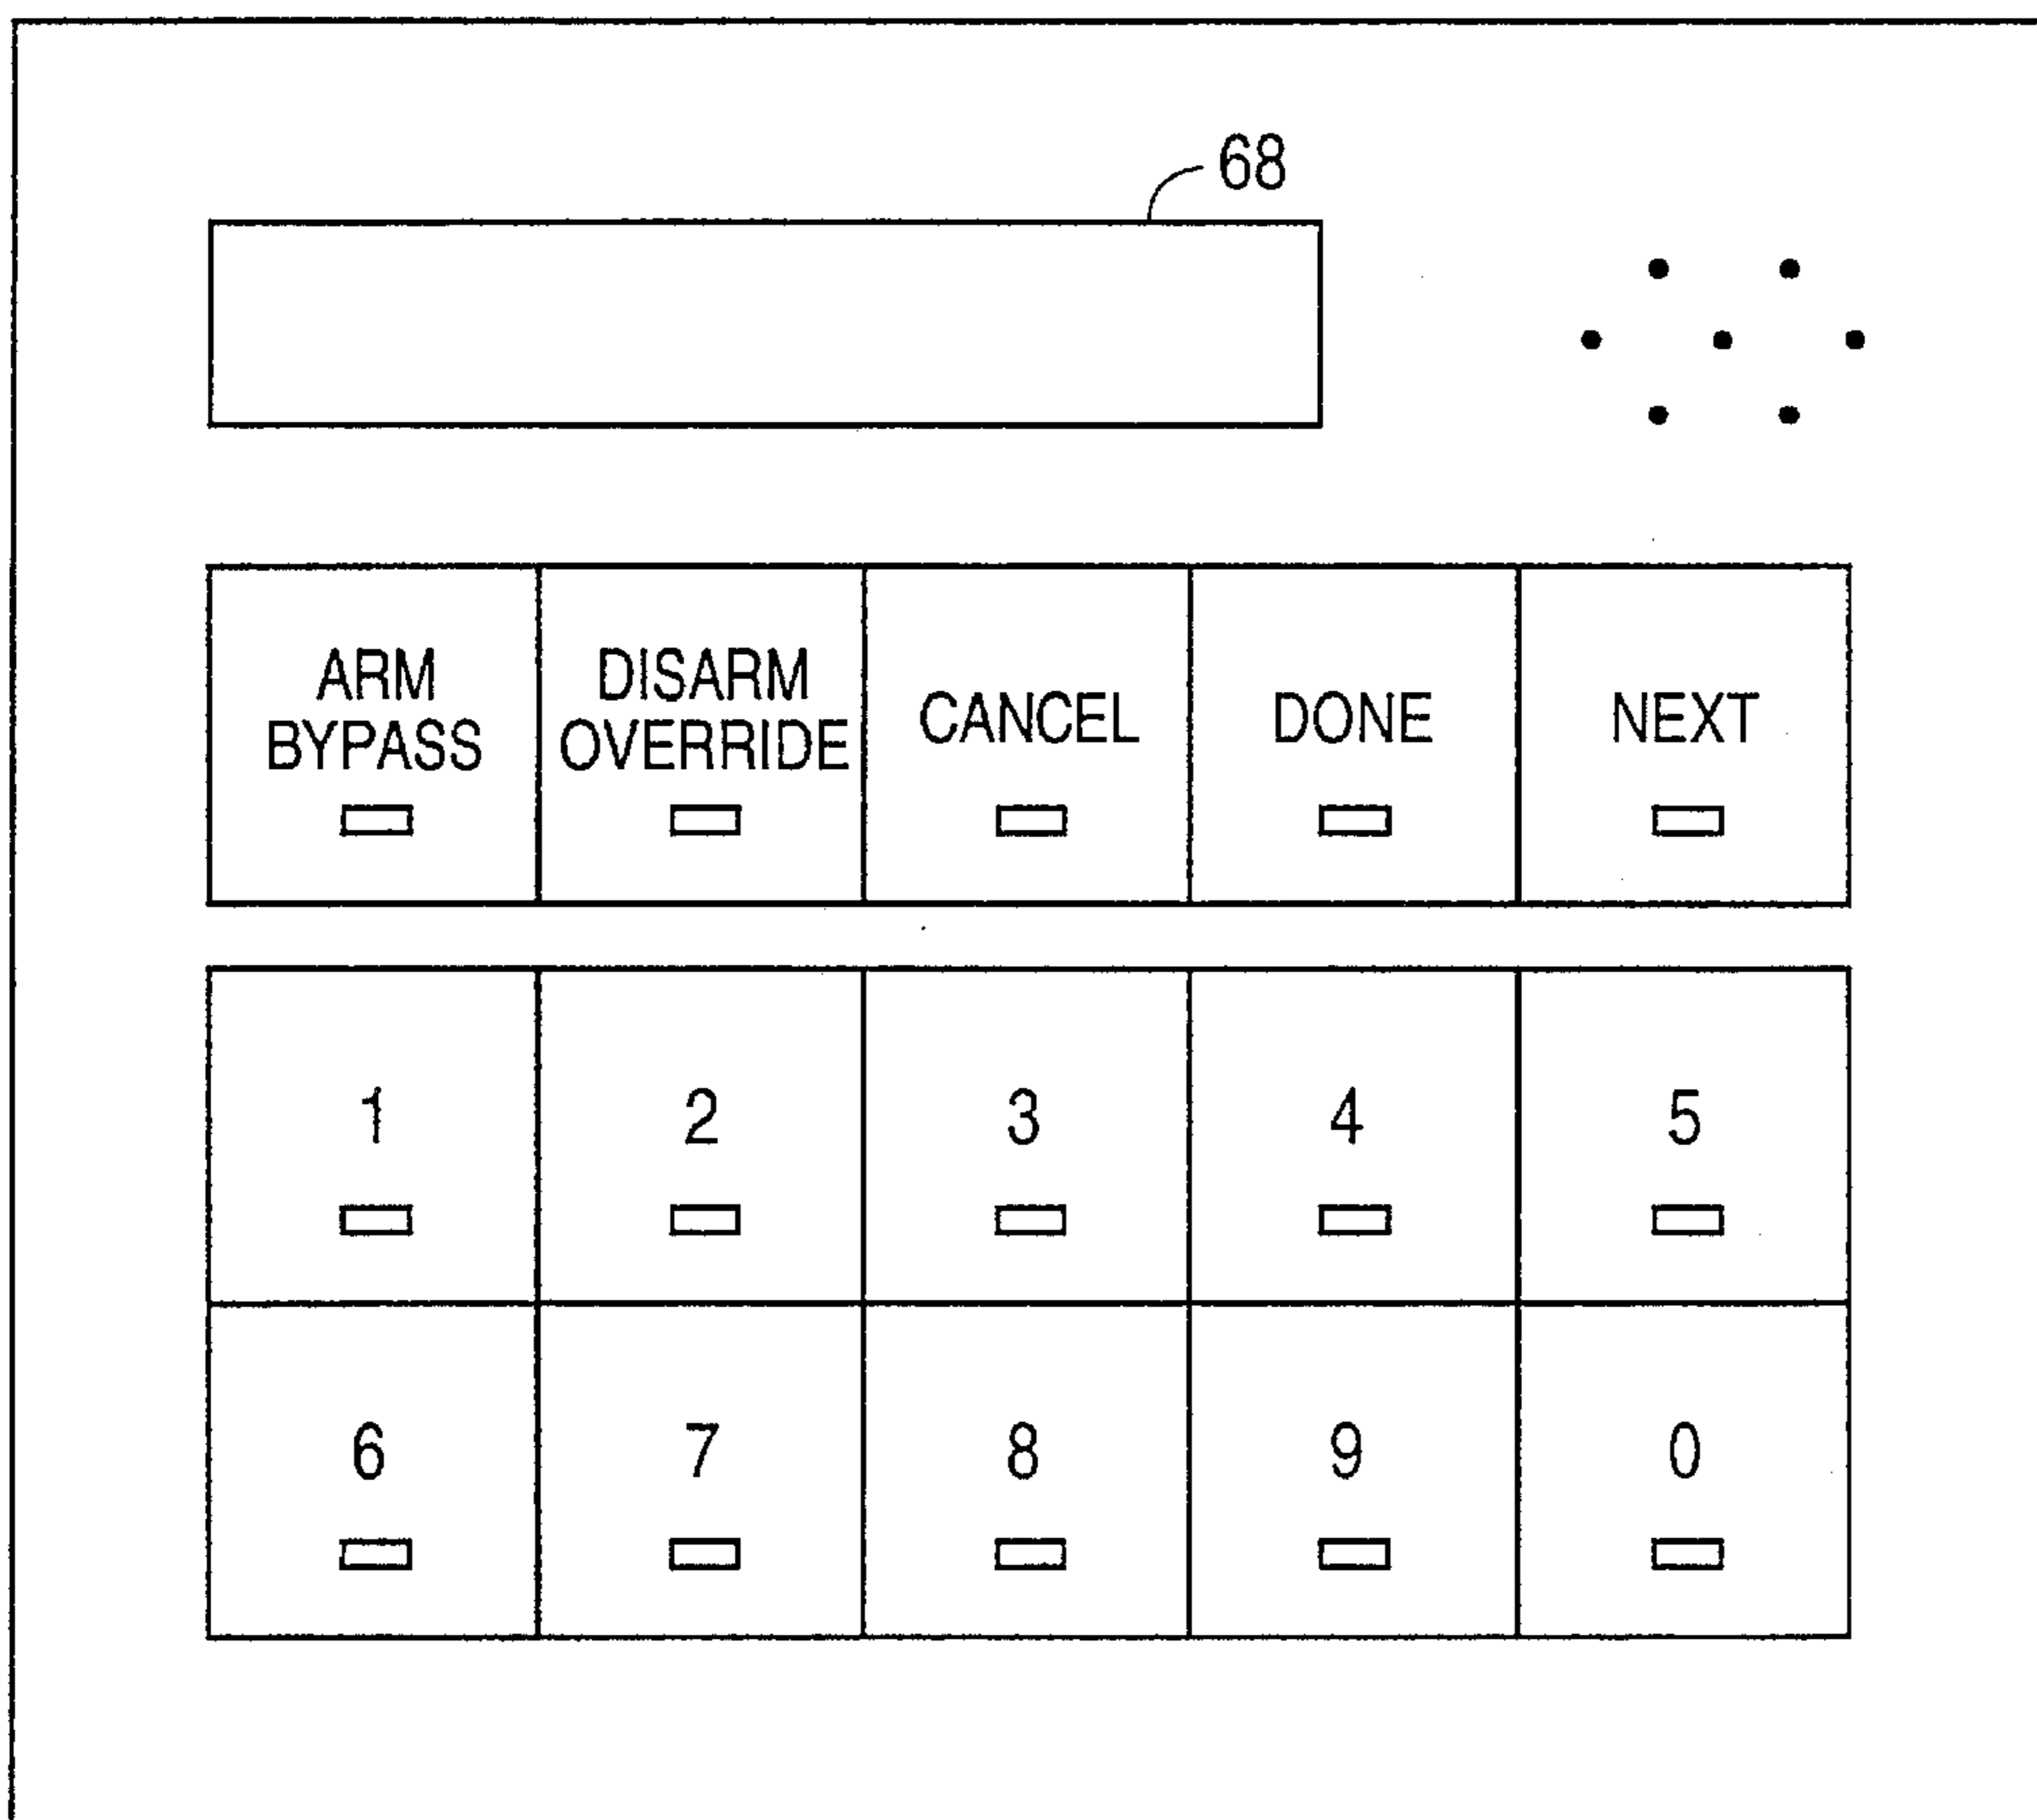 68
ARM
BYPASS
DISARM
OVERRIDE
CANCEL
DONE
NEXT
1 2 3 4 5
6 7 8 9 0